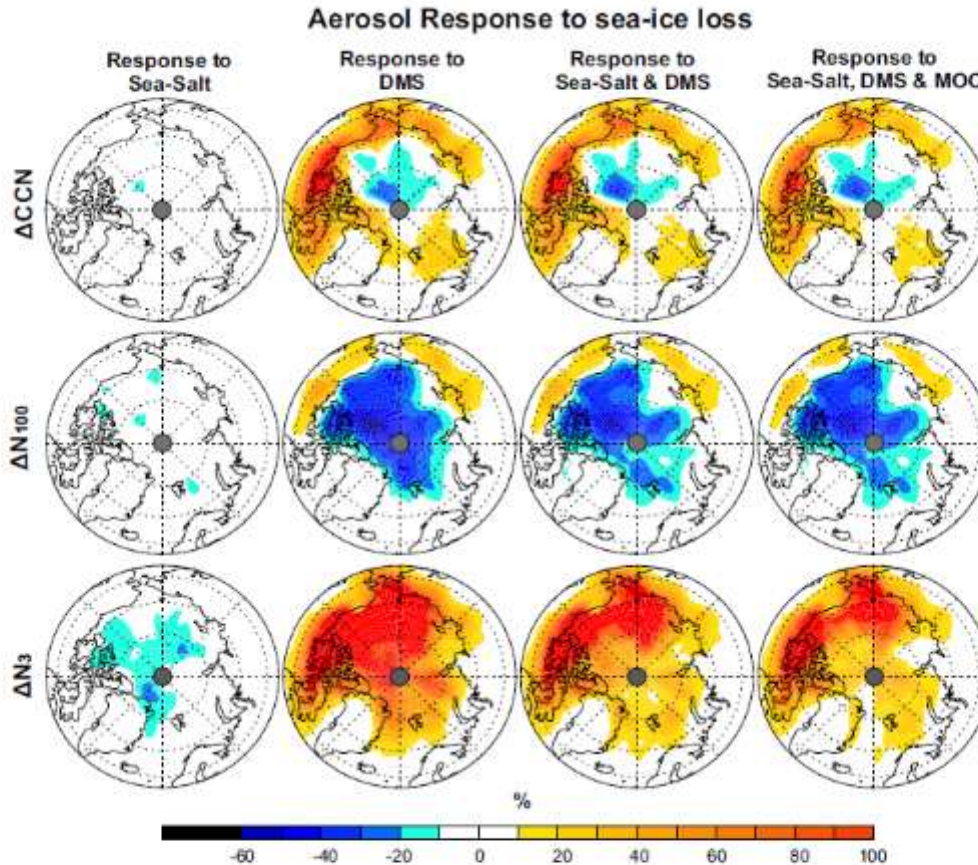 Aerosol Response to sea-ice loss
Response to Sea-Salt
Response to DMS
Response to Sea-Salt & DMS
Response to Sea-Salt, DMS & MOC
ΔCCN
ΔN100
ΔN3
%
-60 -40 -20 0 20 40 60 80 100